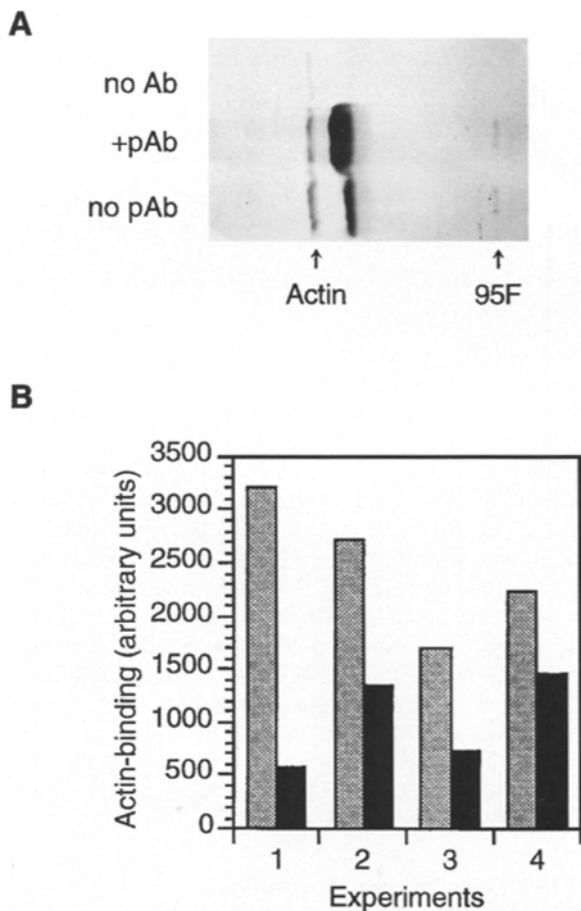 A
no Ab
+pAb
no pAb
Actin
95F
B
Actin-binding (arbitrary units)
3500
3000
2500
2000
1500
1000
500
0
1 2 3 4
Experiments